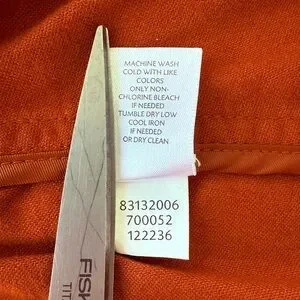 MACHINE WASH
COLD WITH LIKE
COLORS
ONLY NON-
CHLORINE BLEACH
IF NEEDED
TUMBLE DRY LOW
COOL IRON
IF NEEDED
OR DRY CLEAN
83132006
700052
122236
FISK
TIT